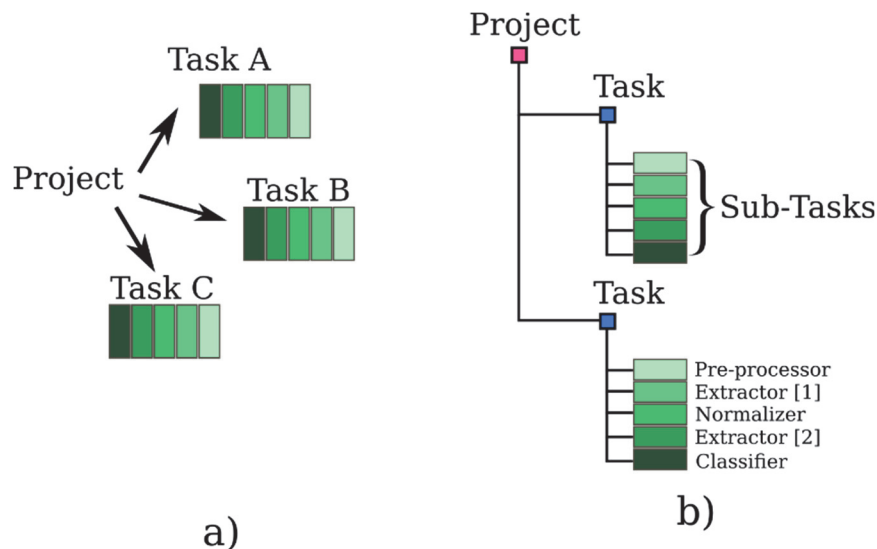 Task A
Project
Task B
Task C
a)
Project
Task
Sub-Tasks
Task
Pre-processor
Extractor [1]
Normalizer
Extractor [2]
Classifier
b)